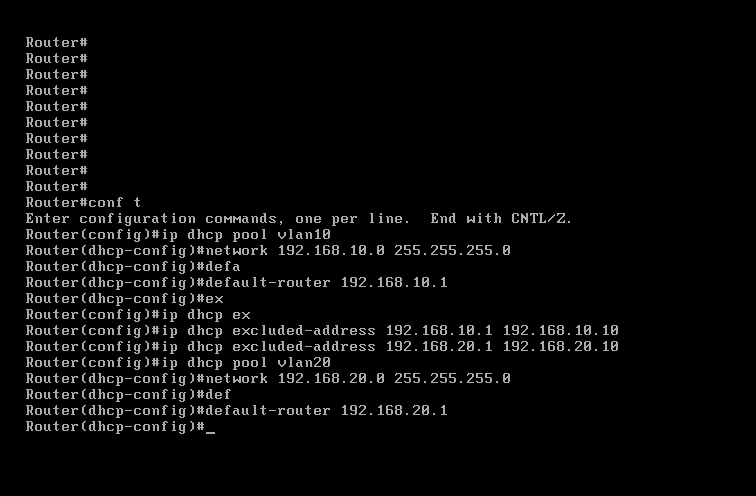 Router#
Router#
Router#
Router#
Router#
Router#
Router#
Router#
Router#
Router#
Router#conf t
Enter configuration commands, one per line.  End with CNTL/Z.
Router(config)#ip dhcp pool vlan10
Router(dhcp-config)#network 192.168.10.0 255.255.255.0
Router(dhcp-config)#defa
Router(dhcp-config)#default-router 192.168.10.1
Router(dhcp-config)#ex
Router(config)#ip dhcp ex
Router(config)#ip dhcp excluded-address 192.168.10.1 192.168.10.10
Router(config)#ip dhcp excluded-address 192.168.20.1 192.168.20.10
Router(config)#ip dhcp pool vlan20
Router(dhcp-config)#network 192.168.20.0 255.255.255.0
Router(dhcp-config)#def
Router(dhcp-config)#default-router 192.168.20.1
Router(dhcp-config)#_